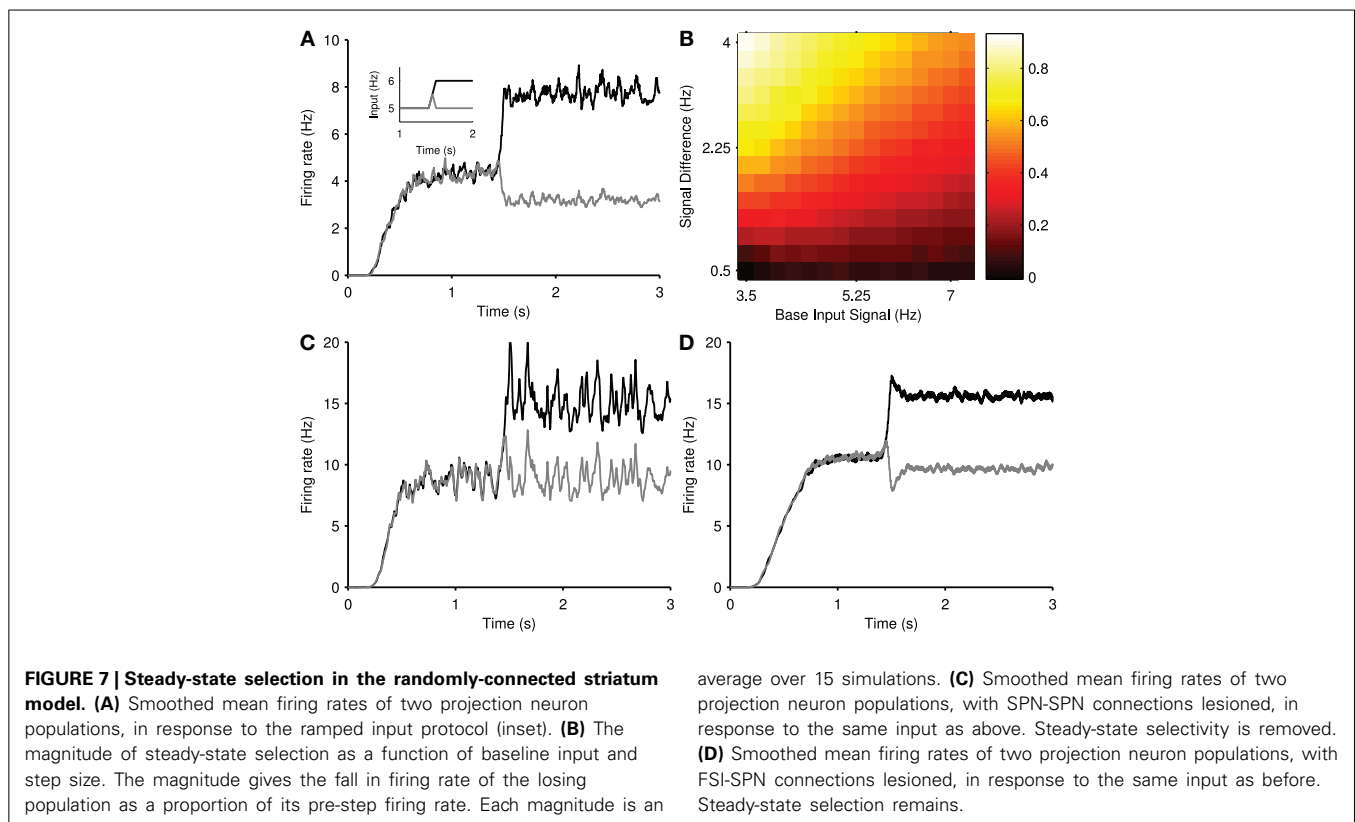 A
10
8
6
4
2
0
Firing rate (Hz)
0
1
2
3
Time (s)
6
5
Input (Hz)
1
2
Time (s)
B
4
2.25
0.5
Signal Difference (Hz)
3.5
5.25
7
Base Input Signal (Hz)
0.8
0.6
0.4
0.2
0
C
20
15
10
5
0
Firing rate (Hz)
0
1
2
3
Time (s)
D
20
15
10
5
0
Firing rate (Hz)
0
1
2
3
Time (s)
FIGURE 7 | Steady-state selection in the randomly-connected striatum
model. (A) Smoothed mean firing rates of two projection neuron
populations, in response to the ramped input protocol (inset). (B) The
magnitude of steady-state selection as a function of baseline input and
step size. The magnitude gives the fall in firing rate of the losing
population as a proportion of its pre-step firing rate. Each magnitude is an
average over 15 simulations. (C) Smoothed mean firing rates of two
projection neuron populations, with SPN-SPN connections lesioned, in
response to the same input as above. Steady-state selectivity is removed.
(D) Smoothed mean firing rates of two projection neuron populations, with
FSI-SPN connections lesioned, in response to the same input as before.
Steady-state selection remains.